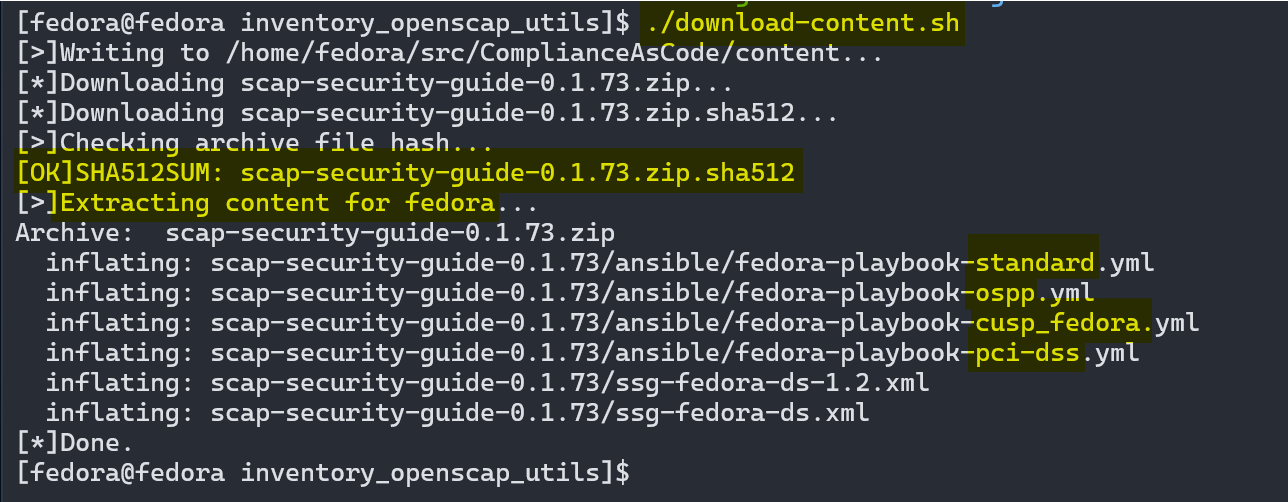 [fedora@fedora inventory_openscap_utils]$ ./download-content.sh
[>]Writing to /home/fedora/src/ComplianceAsCode/content...
[*]Downloading scap-security-guide-0.1.73.zip...
[*]Downloading scap-security-guide-0.1.73.zip.sha512...
[>]Checking archive file hash...
[OK]SHA512SUM: scap-security-guide-0.1.73.zip.sha512
[>]Extracting content for fedora...
Archive:  scap-security-guide-0.1.73.zip
  inflating: scap-security-guide-0.1.73/ansible/fedora-playbook-standard.yml
  inflating: scap-security-guide-0.1.73/ansible/fedora-playbook-ospp.yml
  inflating: scap-security-guide-0.1.73/ansible/fedora-playbook-cusp_fedora.yml
  inflating: scap-security-guide-0.1.73/ansible/fedora-playbook-pci-dss.yml
  inflating: scap-security-guide-0.1.73/ssg-fedora-ds-1.2.xml
  inflating: scap-security-guide-0.1.73/ssg-fedora-ds.xml
[*]Done.
[fedora@fedora inventory_openscap_utils]$